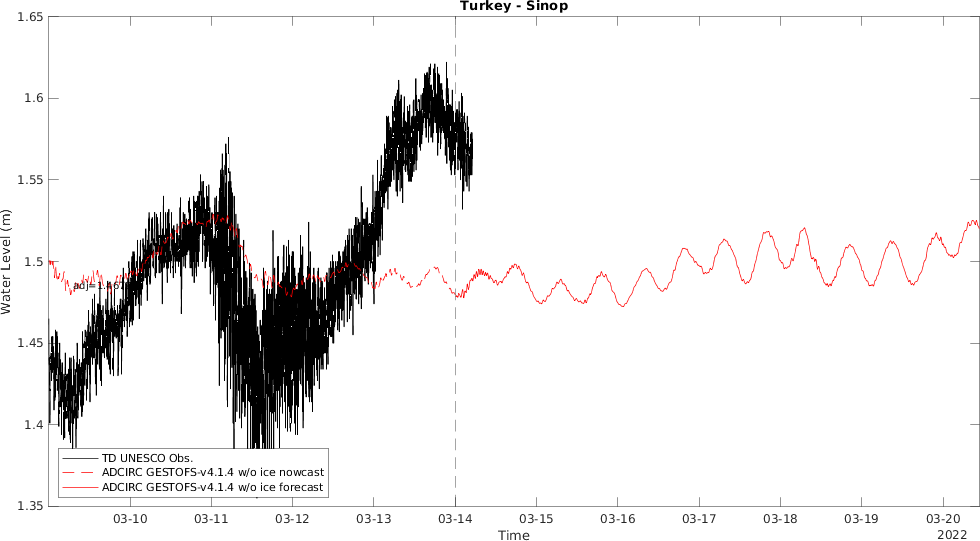 Turkey - Sinop
1.65
1.6
1.55
1.5
1.45
1.4
1.35
Water Level (m)
TD UNESCO Obs.
ADCIRC GESTOFS-v4.1.4 w/o ice nowcast
ADCIRC GESTOFS-v4.1.4 w/o ice forecast
03-10 03-11 03-12 03-13 03-14 03-15 03-16 03-17 03-18 03-19 03-20
Time
2022